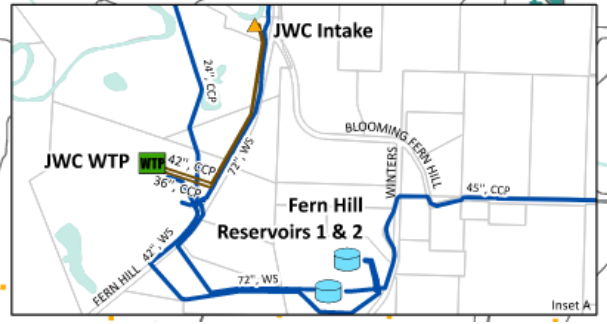 JWC Intake
24", CCP
72", WS
BLOOMING FERN HILL
JWC WTP
WTP
42", CCP
36", CCP
WINTERS
45", CCP
Fern Hill
Reservoirs 1 & 2
42", WS
FERN HILL
72", WS
Inset A